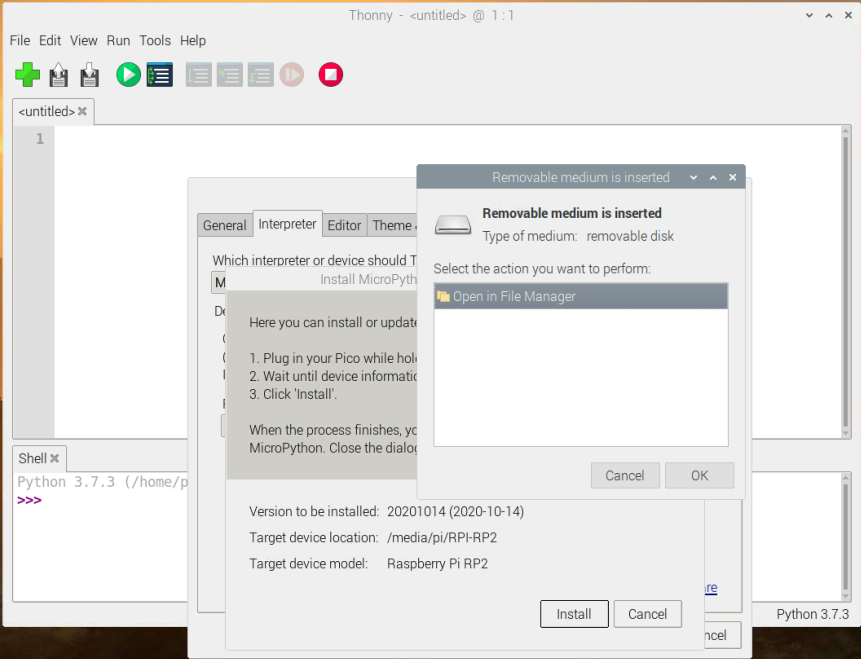 Thonny - <untitled> @ 1 : 1
File Edit View Run Tools Help
<untitled>
1
Removable medium is inserted
Removable medium is inserted
Type of medium: removable disk
Select the action you want to perform:
Open in File Manager
Cancel OK
General Interpreter Editor Theme
Which interpreter or device should T
M
Install MicroPyth
Here you can install or update
1. Plug in your Pico while hol
2. Wait until device informatio
3. Click 'Install'.
When the process finishes, yo
MicroPython. Close the dialog
Version to be installed: 20201014 (2020-10-14)
Target device location: /media/pi/RPI-RP2
Target device model: Raspberry Pi RP2
Install Cancel
re
ncel
Shell
Python 3.7.3 (/home/p
>>>
Python 3.7.3